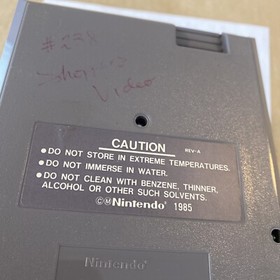 Video
CAUTION
REV-A
•DO NOT STORE IN EXTREME TEMPERATURES.
•DO NOT IMMERSE IN WATER.
•DO NOT CLEAN WITH BENZENE, THINNER,
ALCOHOL OR OTHER SUCH SOLVENTS.
©ⓂNintendo® 1985
Nintendo